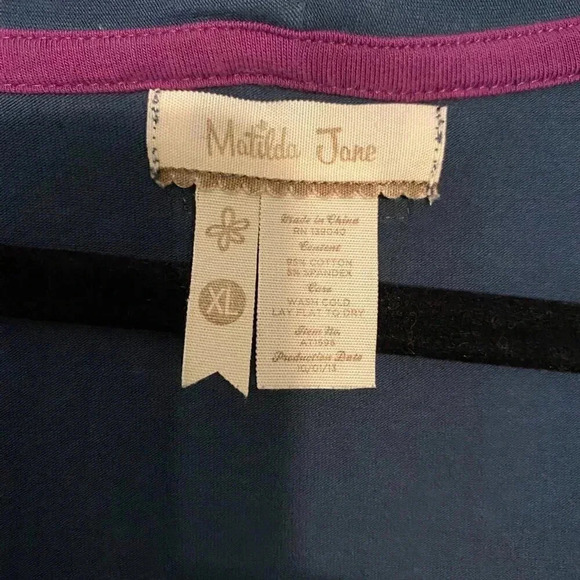 Matilda Jane
XL
Made in China
RN 139040
Content
95% COTTON
5% SPANDEX
Care
WASH COLD
LAY FLAT TO DRY
Item No.
AT1598
Production Date
10/01/13